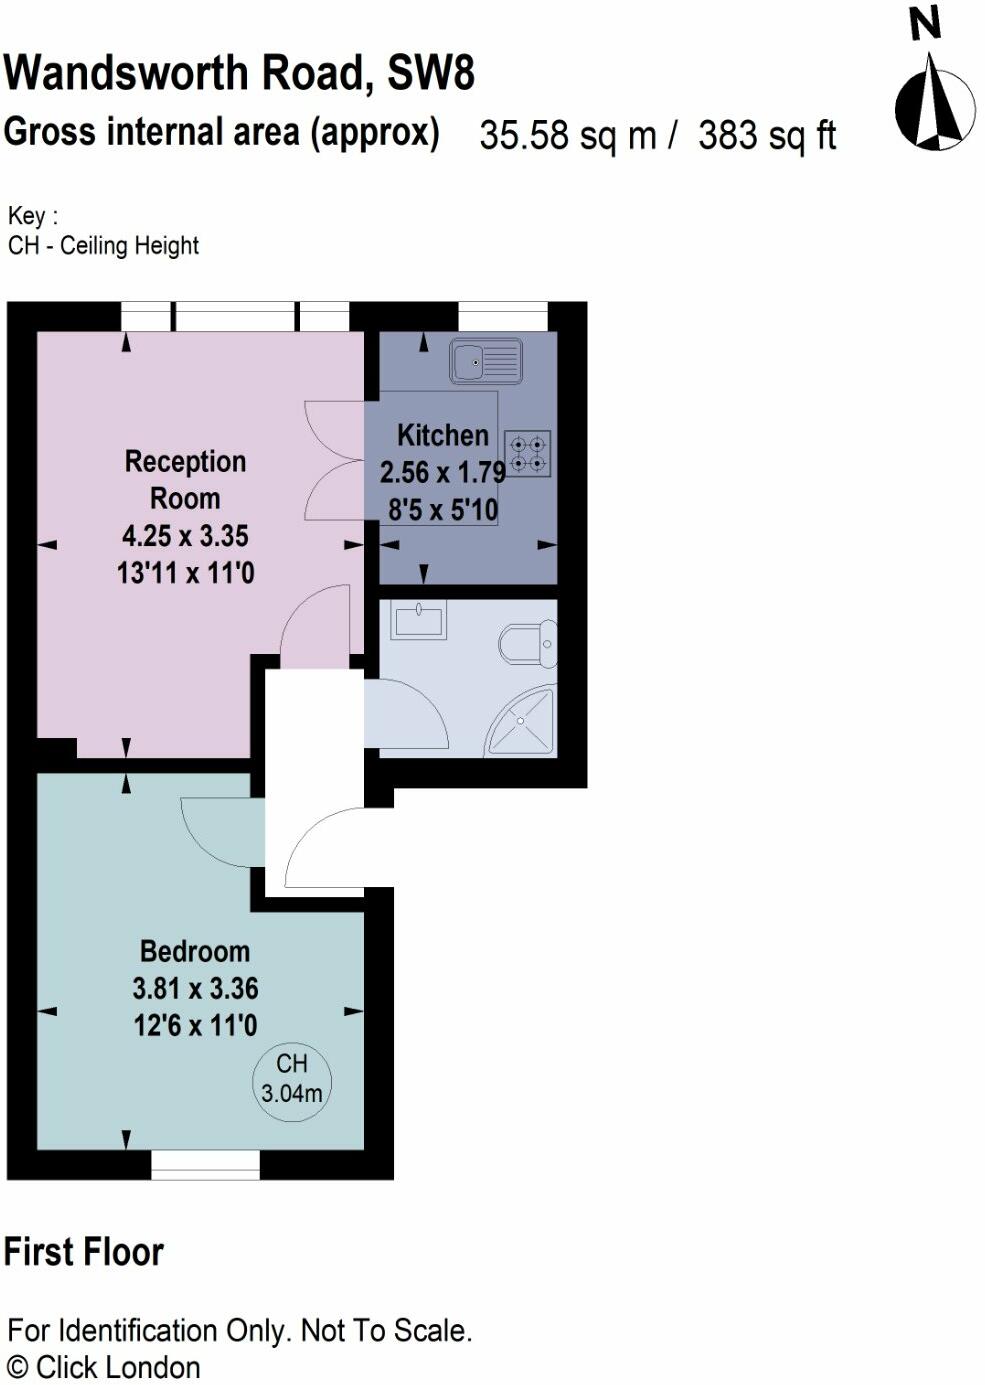 N
Wandsworth Road, SW8
Gross internal area (approx) 35.58 sq m / 383 sq ft
Key :
CH - Ceiling Height
Reception
Room
4.25 x 3.35
13'11 x 11'0
Kitchen
2.56 x 1.79
8'5 x 5'10
Bedroom
3.81 x 3.36
12'6 x 11'0
CH
3.04m
First Floor
For Identification Only. Not To Scale.
© Click London